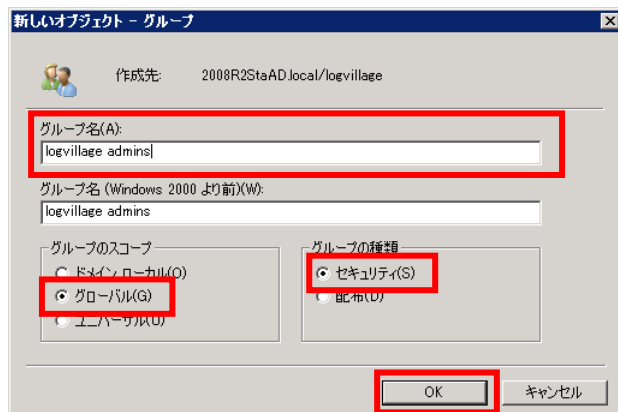 新しいオブジェクト - グループ
作成先: 2008R2StaAD.local/logvillage
グループ名(A):
logvillage admins
グループ名 (Windows 2000 より前)(W):
logvillage admins
グループのスコープ
ドメイン ローカル(O)
グローバル(G)
ユニバーサル(U)
グループの種類
セキュリティ(S)
配布(D)
OK
キャンセル